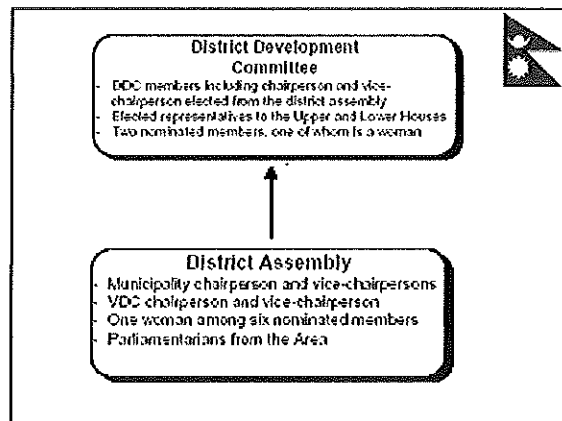 District Development
Committee
- DDC members including chairperson and vice-
chairperson elected from the district assembly
- Elected representatives to the Upper and Lower Houses
- Two nominated members, one of whom is a woman
District Assembly
- Municipality chairperson and vice-chairpersons
- VDC chairperson and vice-chairperson
- One woman among six nominated members
- Parliamentarians from the Area